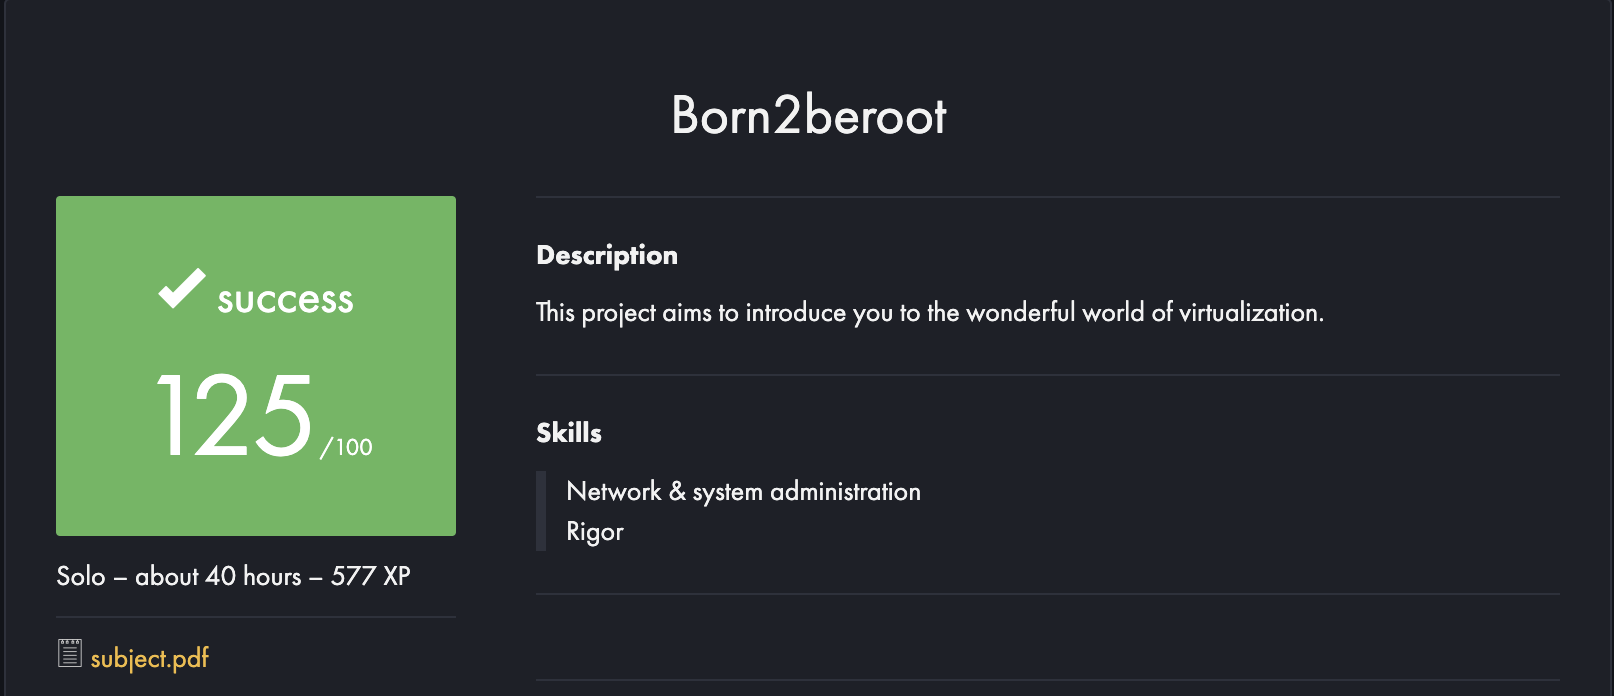 Born2beroot
success
125/100
Solo – about 40 hours – 577 XP
subject.pdf
Description
This project aims to introduce you to the wonderful world of virtualization.
Skills
Network & system administration
Rigor